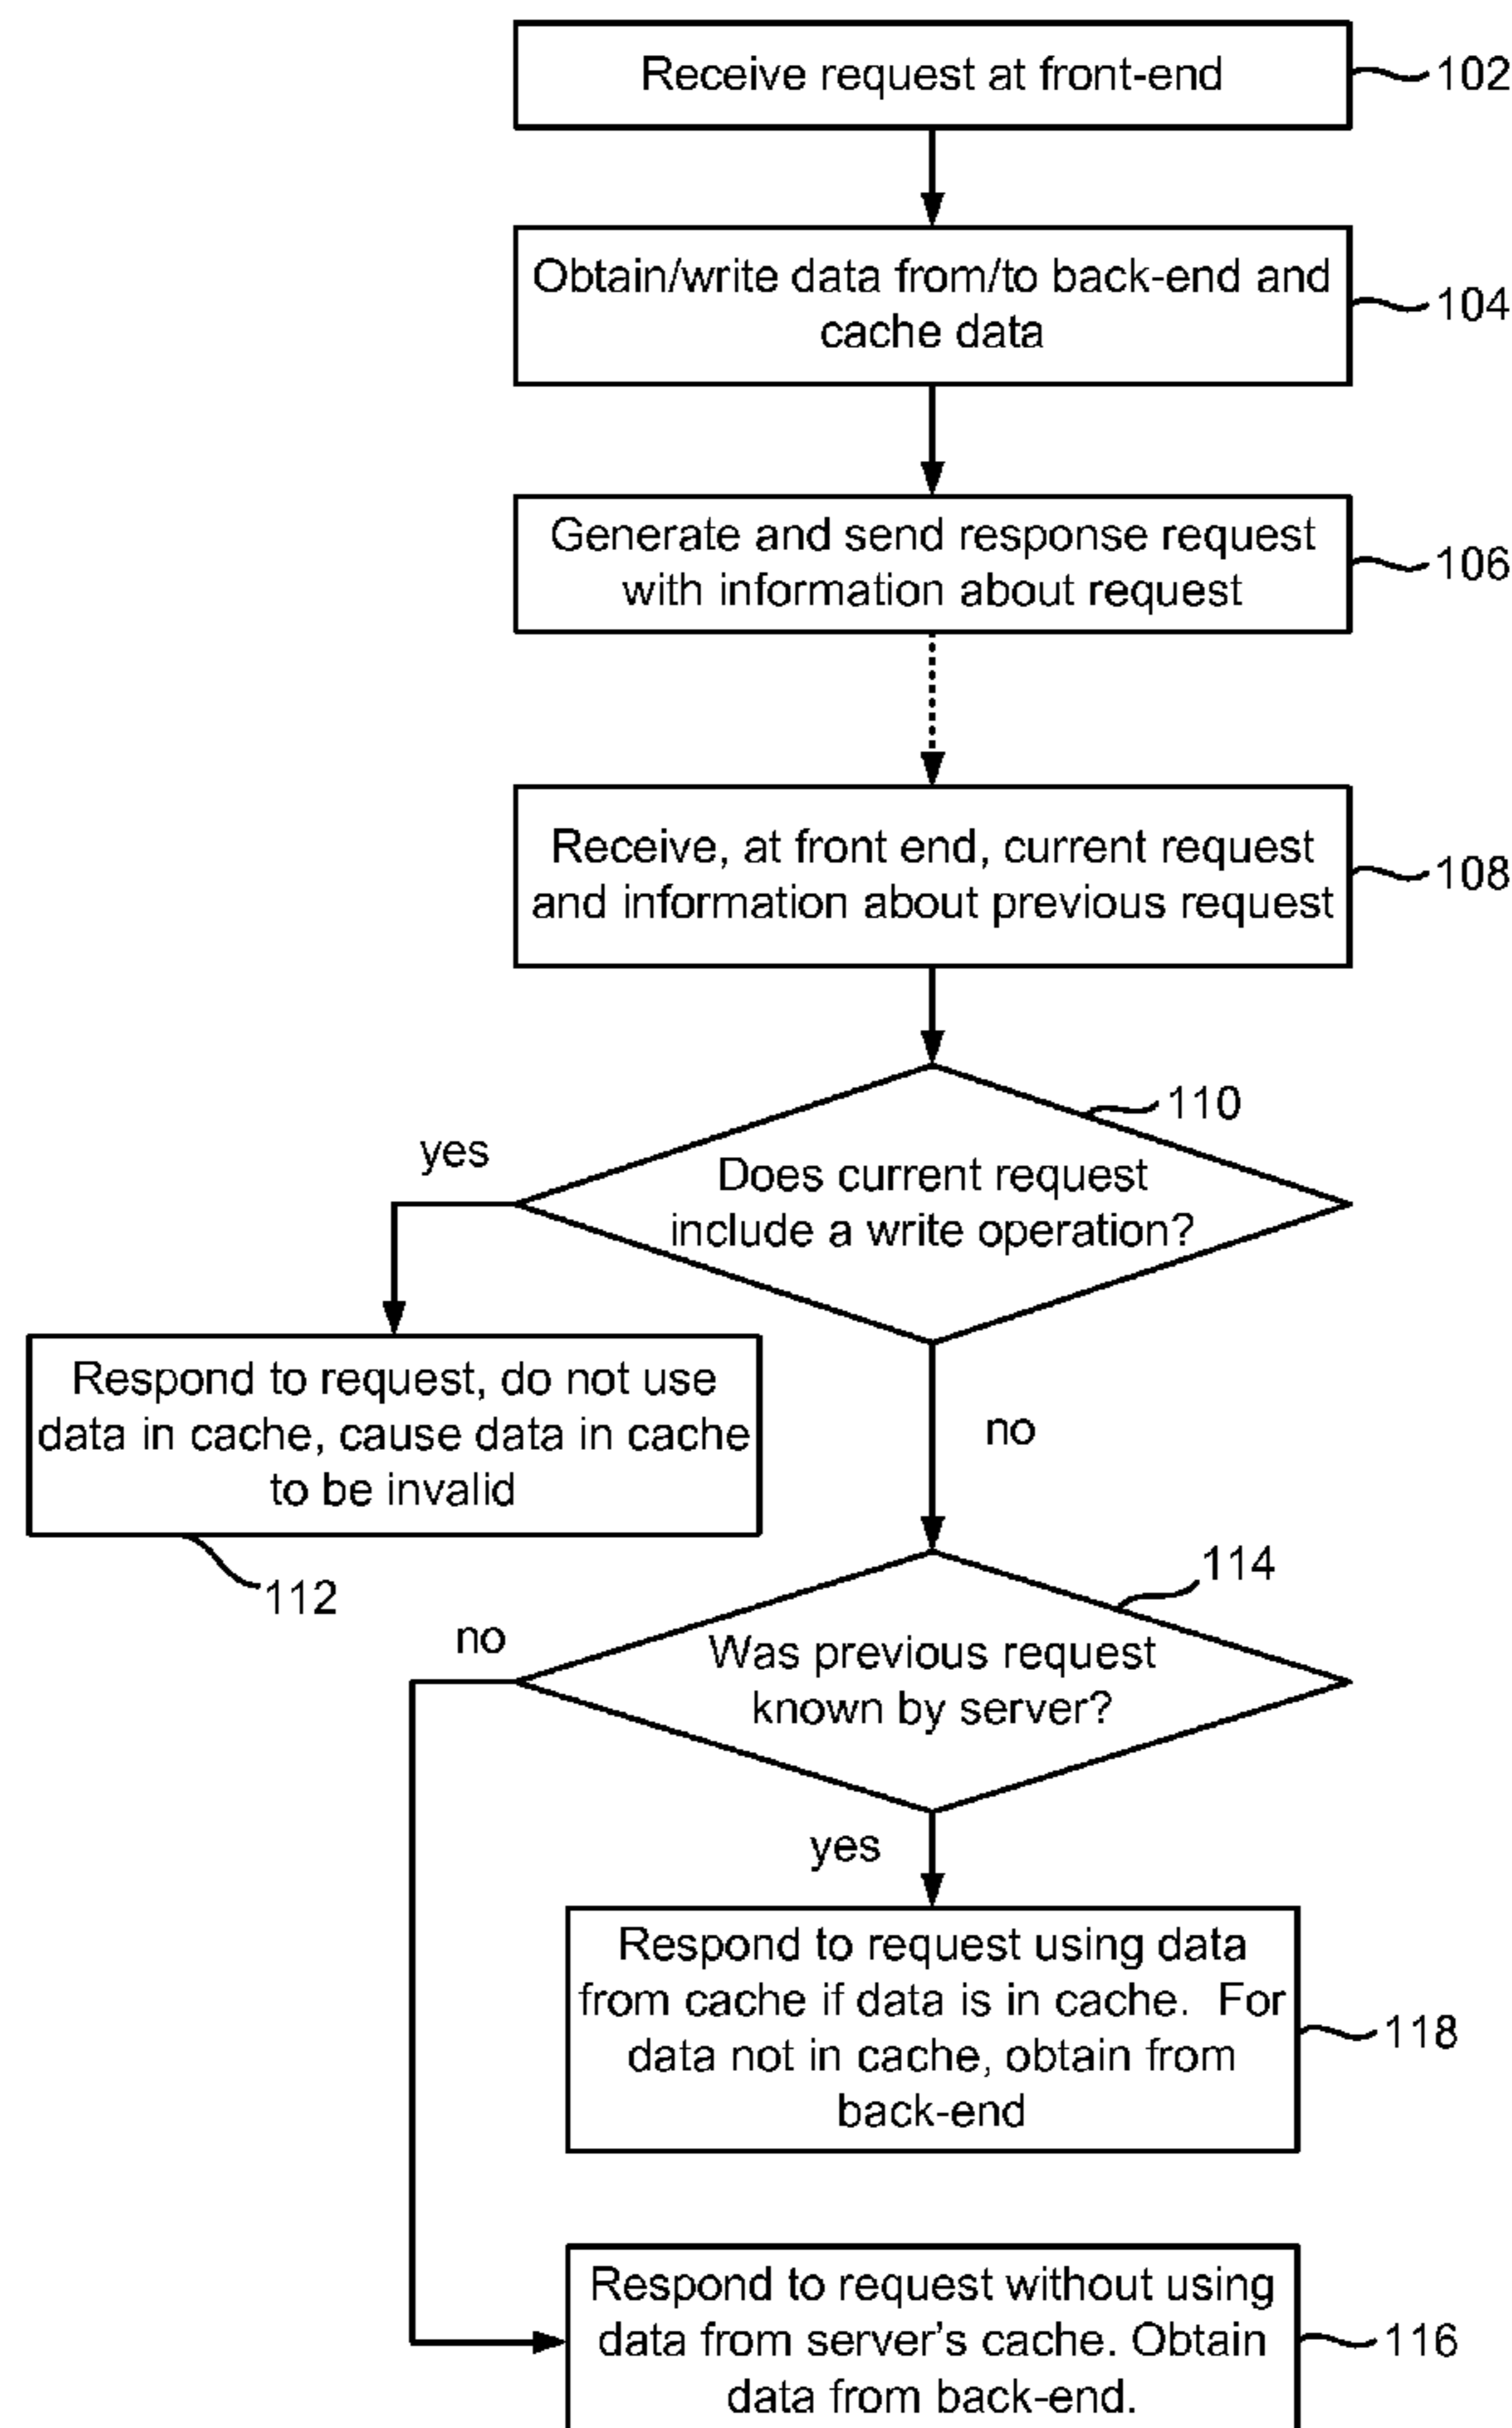 Receive request at front-end
102
Obtain/write data from/to back-end and
cache data
104
Generate and send response request
with information about request
106
Receive, at front end, current request
and information about previous request
108
110
yes
Does current request
include a write operation?
Respond to request, do not use
data in cache, cause data in cache
to be invalid
no
112
114
no
Was previous request
known by server?
yes
Respond to request using data
from cache if data is in cache. For
data not in cache, obtain from
back-end
118
Respond to request without using
data from server's cache. Obtain
data from back-end.
116